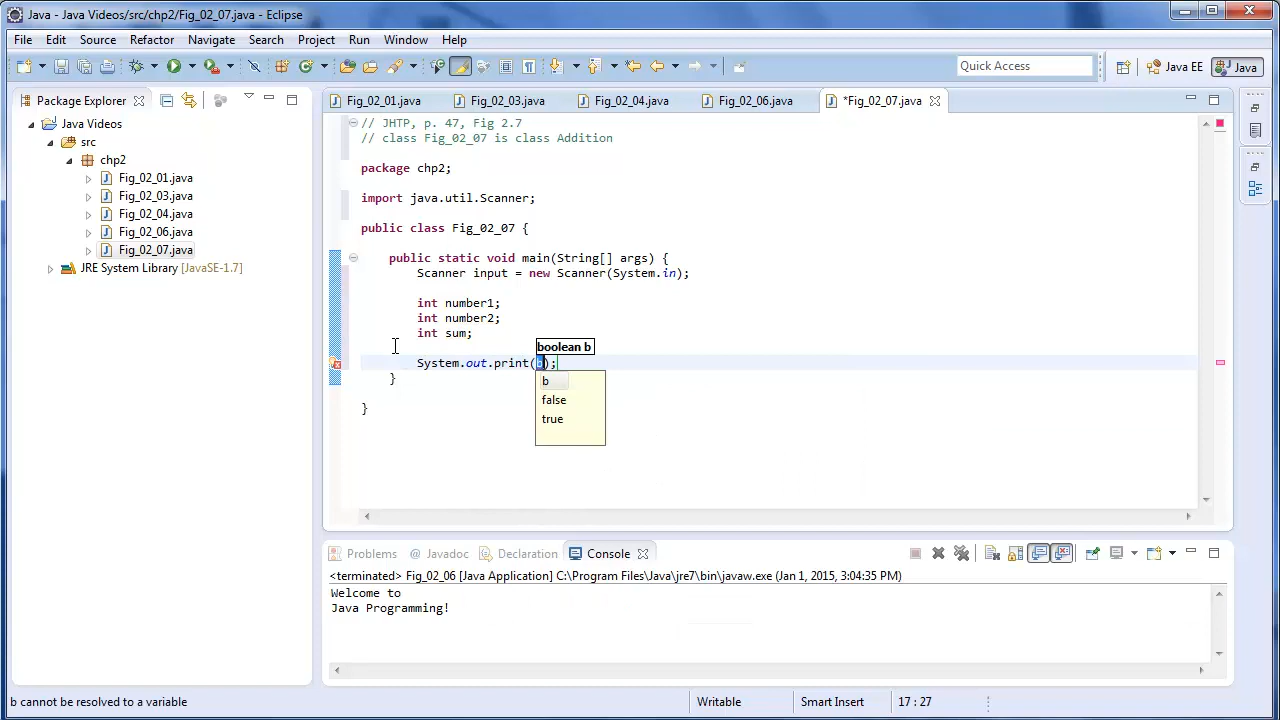 Java - Java Videos/src/chp2/Fig_02_07.java - Eclipse
File Edit Source Refactor Navigate Search Project Run Window Help
Quick Access
Java EE
Java
Package Explorer
Fig_02_01.java
Fig_02_03.java
Fig_02_04.java
Fig_02_06.java
*Fig_02_07.java
Java Videos
src
chp2
Fig_02_01.java
Fig_02_03.java
Fig_02_04.java
Fig_02_06.java
Fig_02_07.java
JRE System Library [JavaSE-1.7]
// JHTP, p. 47, Fig 2.7
// class Fig_02_07 is class Addition
package chp2;
import java.util.Scanner;
public class Fig_02_07 {
public static void main(String[] args) {
Scanner input = new Scanner(System.in);
int number1;
int number2;
int sum;
boolean b
System.out.print(b);
b
false
true
}
}
Problems @ Javadoc Declaration Console
<terminated> Fig_02_06 [Java Application] C:\Program Files\Java\jre7\bin\javaw.exe (Jan 1, 2015, 3:04:35 PM)
Welcome to
Java Programming!
b cannot be resolved to a variable
Writable
Smart Insert
17 : 27